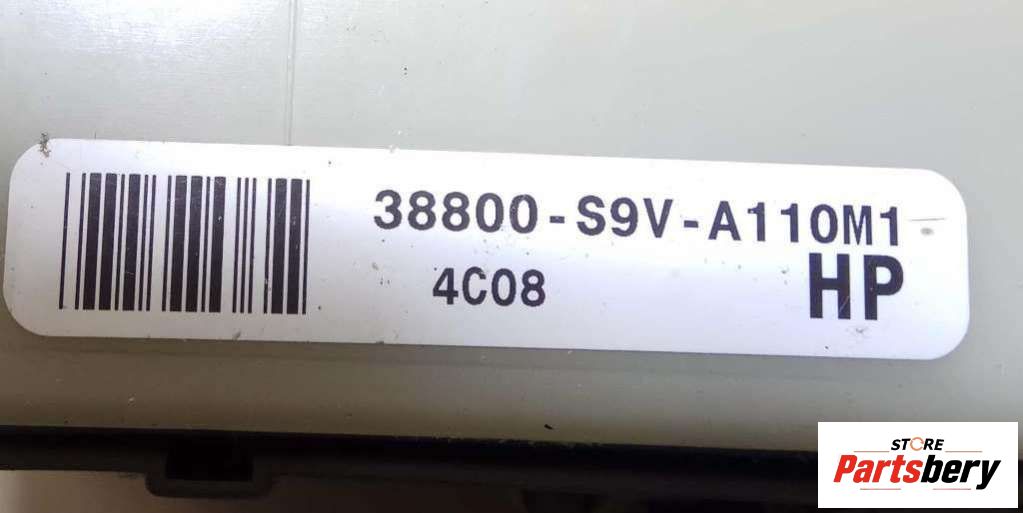 38800-S9V-A110M1
4C08 HP
STORE
Partsbery